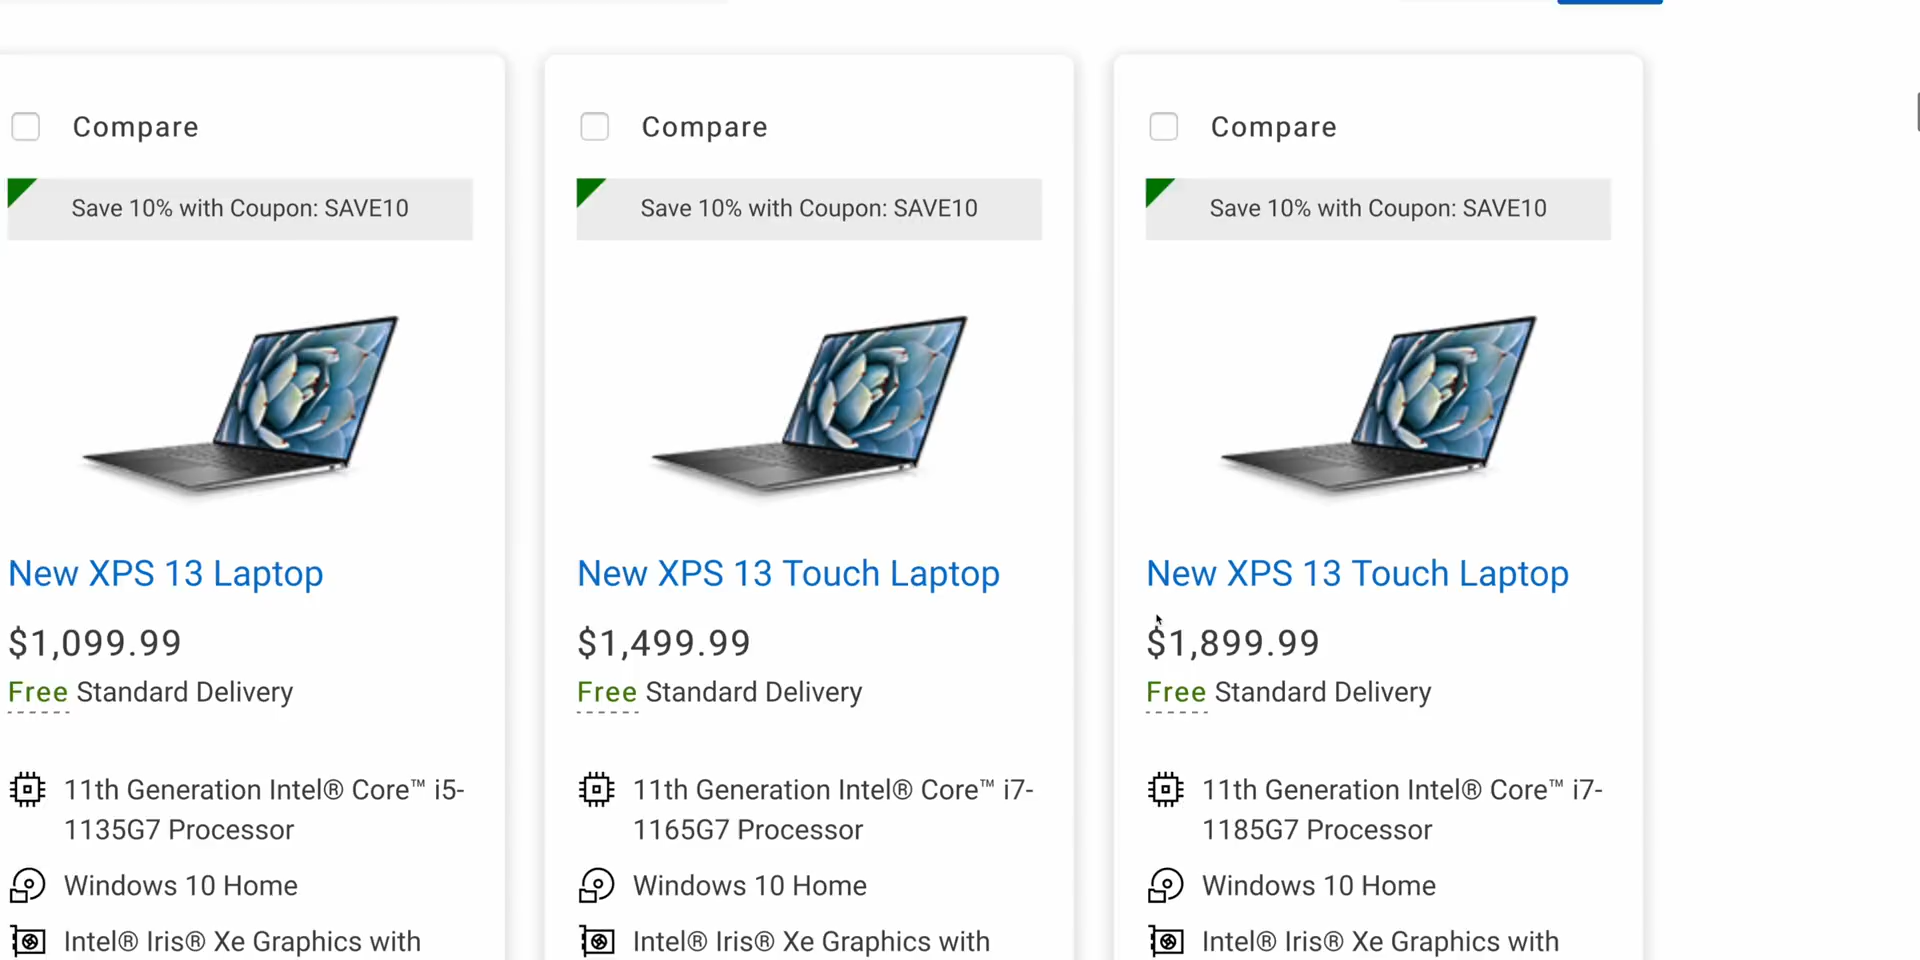 Compare
Save 10% with Coupon: SAVE10
New XPS 13 Laptop
$1,099.99
Free Standard Delivery
11th Generation Intel® Core™ i5-
1135G7 Processor
Windows 10 Home
Intel® Iris® Xe Graphics with
Compare
Save 10% with Coupon: SAVE10
New XPS 13 Touch Laptop
$1,499.99
Free Standard Delivery
11th Generation Intel® Core™ i7-
1165G7 Processor
Windows 10 Home
Intel® Iris® Xe Graphics with
Compare
Save 10% with Coupon: SAVE10
New XPS 13 Touch Laptop
$1,899.99
Free Standard Delivery
11th Generation Intel® Core™ i7-
1185G7 Processor
Windows 10 Home
Intel® Iris® Xe Graphics with